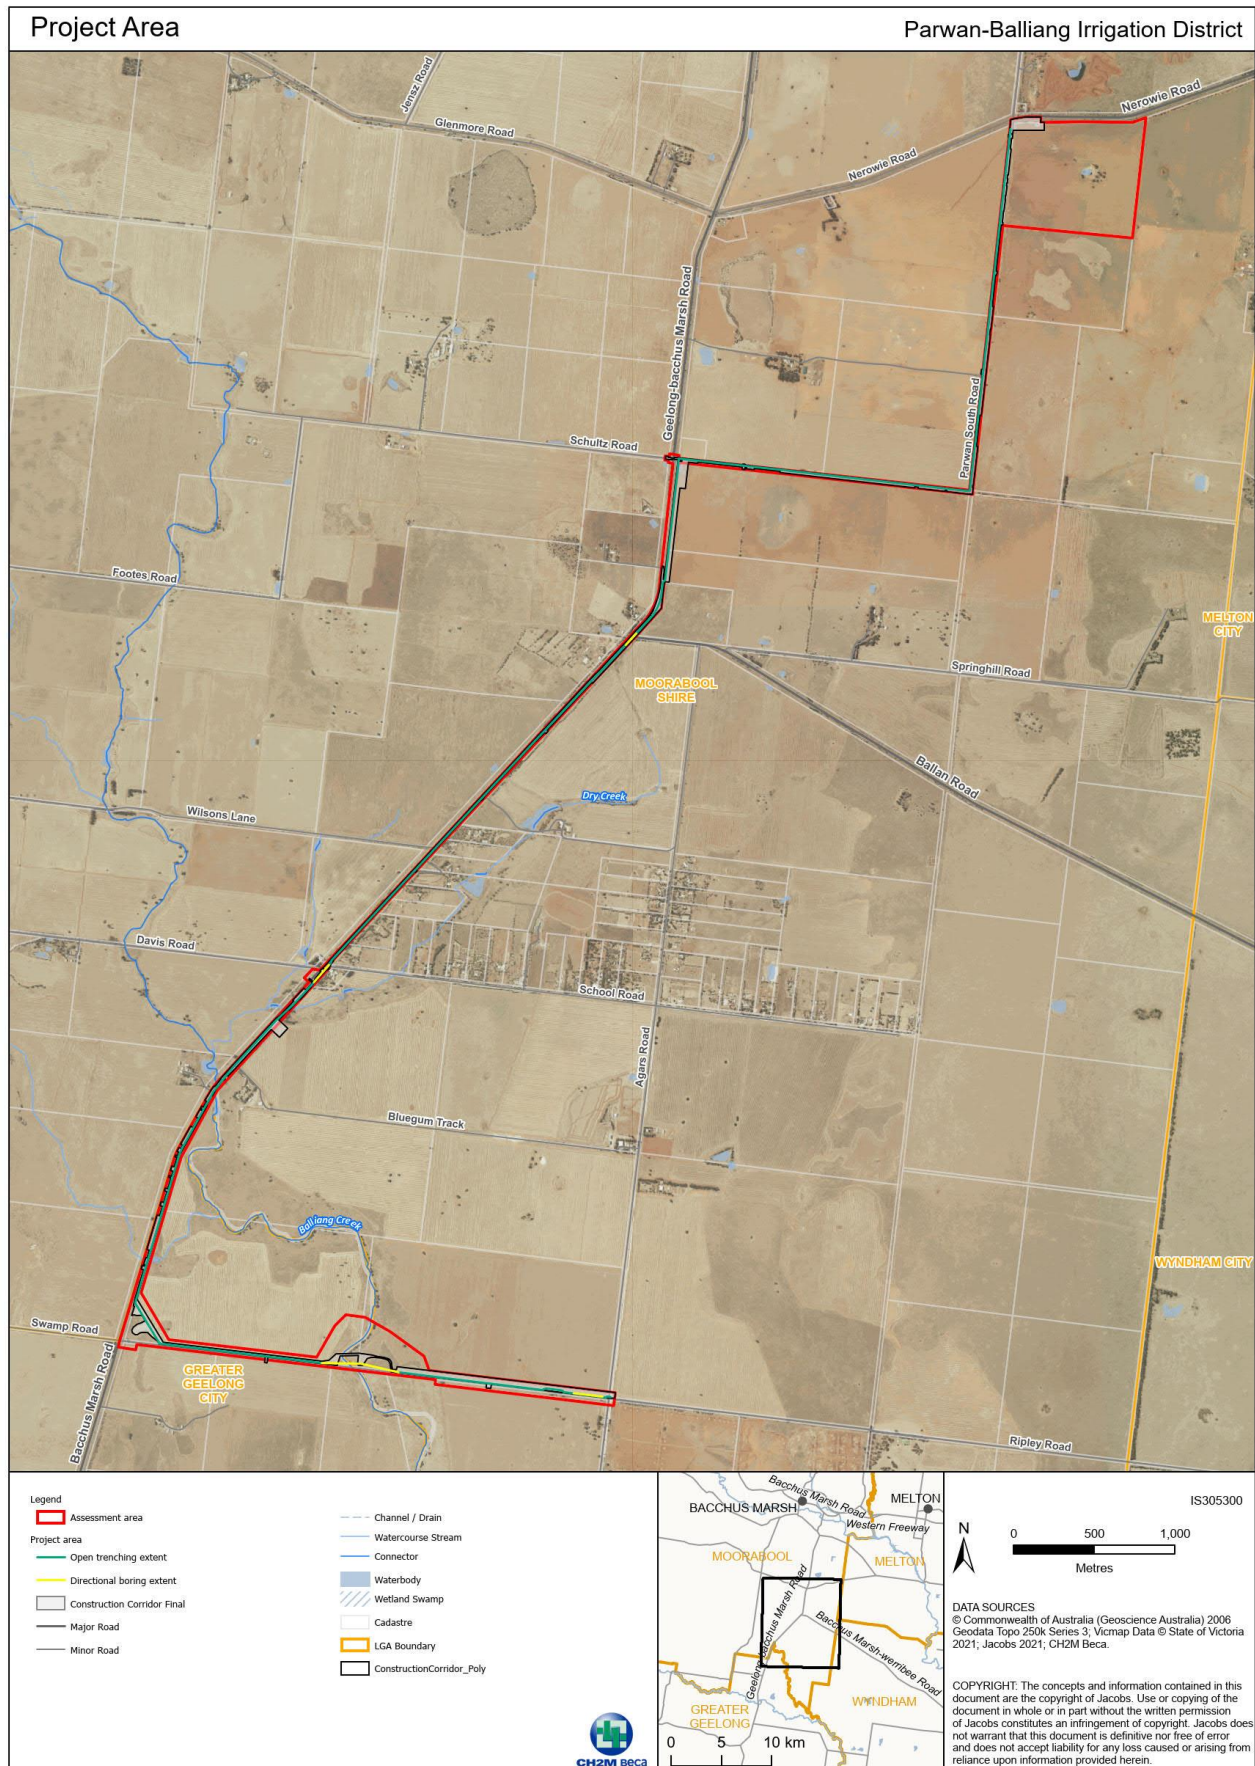 Project Area
Parwan-Balliang Irrigation District
Jensz Road
Glenmore Road
Nerowie Road
Nerowie Road
Geelong-bacchus Marsh Road
Parwan South Road
Schultz Road
Footes Road
MELTON
CITY
Springhill Road
MOORABOOL
SHIRE
Ballan Road
Dry Creek
Wilsons Lane
Davis Road
School Road
Agars Road
Bluegum Track
Balliang Creek
WYNDHAM CITY
Swamp Road
GREATER
GEELONG
CITY
Bacchus Marsh Road
Ripley Road
Legend
Assessment area
Project area
Open trenching extent
Directional boring extent
Construction Corridor Final
Major Road
Minor Road
Channel / Drain
Watercourse Stream
Connector
Waterbody
Wetland Swamp
Cadastre
LGA Boundary
ConstructionCorridor_Poly
CH2M Beca
Bacchus Marsh Road
BACCHUS MARSH
MELTON
Western Freeway
MOORABOOL
MELTON
Geelong-bacchus Marsh Road
Bacchus Marsh-werribee Road
GREATER
GEELONG
WYNDHAM
0 5 10 km
IS305300
N
0 500 1,000
Metres
DATA SOURCES
© Commonwealth of Australia (Geoscience Australia) 2006
Geodata Topo 250k Series 3; Vicmap Data © State of Victoria
2021; Jacobs 2021; CH2M Beca.
COPYRIGHT: The concepts and information contained in this
document are the copyright of Jacobs. Use or copying of the
document in whole or in part without the written permission
of Jacobs constitutes an infringement of copyright. Jacobs does
not warrant that this document is definitive nor free of error
and does not accept liability for any loss caused or arising from
reliance upon information provided herein.